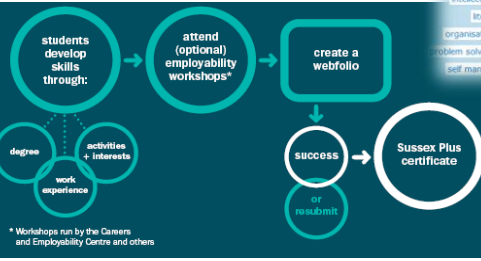 students
develop
skills
through:
attend
(optional)
employability
workshops*
create a
webfolio
degree
activities
+ interests
work
experience
success
or
resubmit
Sussex Plus
certificate
organisat
problem solv
self man
* Workshops run by the Careers
and Employability Centre and others